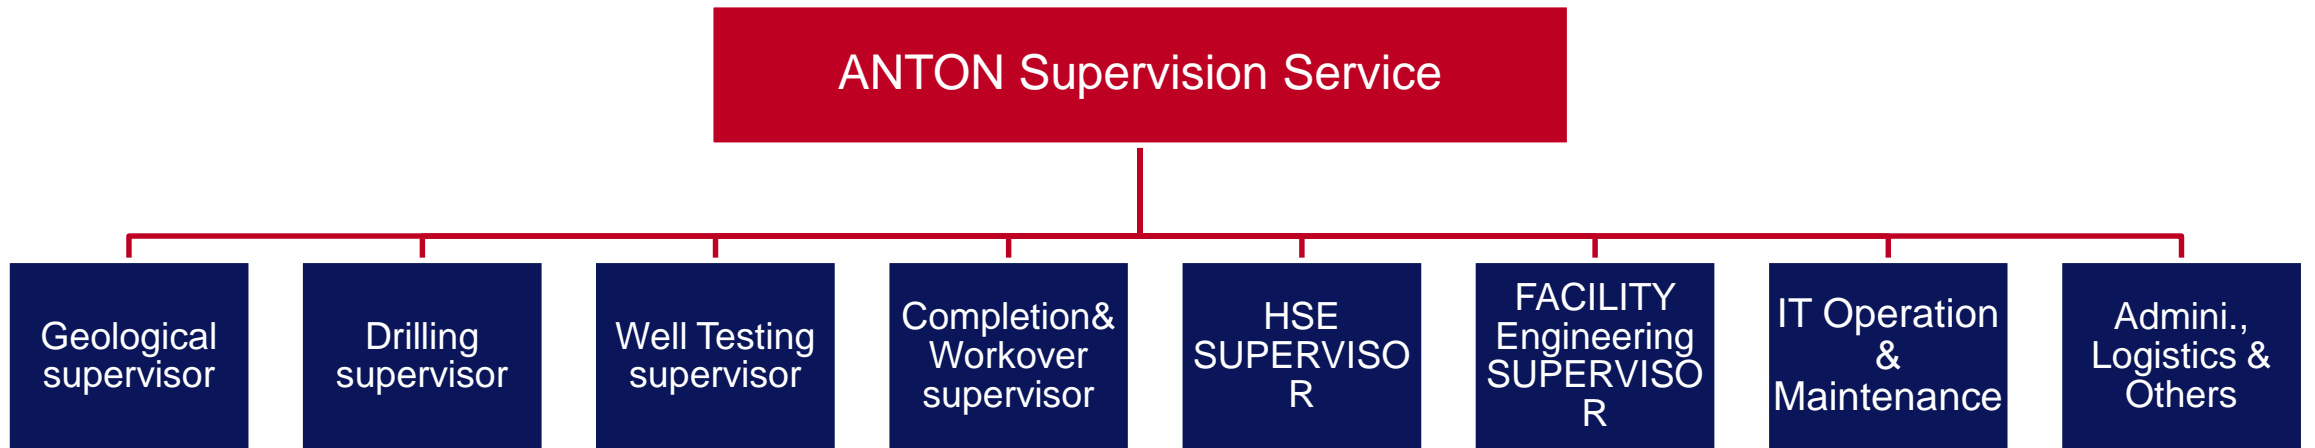 ANTON Supervision Service
Geological
supervisor
Drilling
supervisor
Well Testing
supervisor
Completion&
Workover
supervisor
HSE
SUPERVISO
R
FACILITY
Engineering
SUPERVISO
R
IT Operation
&
Maintenance
Admini.,
Logistics &
Others